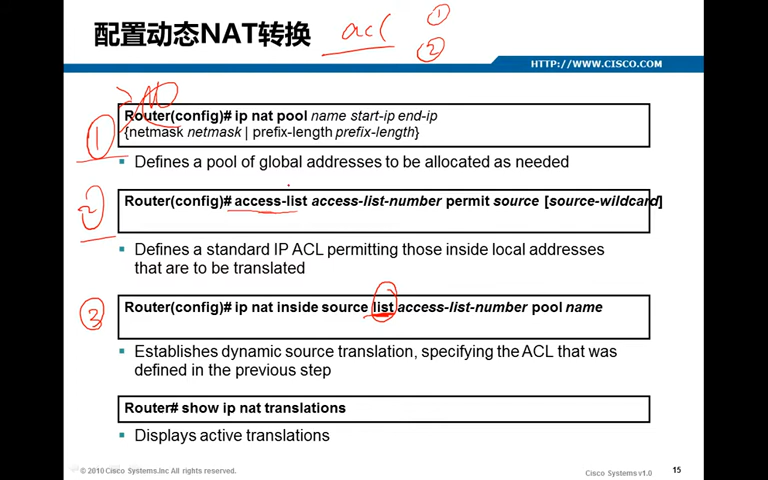 配置动态NAT转换 acl ①
②
HTTP://WWW.CISCO.COM
Router(config)# ip nat pool name start-ip end-ip
{netmask netmask | prefix-length prefix-length}
①
▪ Defines a pool of global addresses to be allocated as needed
② Router(config)# access-list access-list-number permit source [source-wildcard]
▪ Defines a standard IP ACL permitting those inside local addresses
that are to be translated
③ Router(config)# ip nat inside source list access-list-number pool name
▪ Establishes dynamic source translation, specifying the ACL that was
defined in the previous step
Router# show ip nat translations
▪ Displays active translations
© 2010 Cisco Systems.inc All rights reserved.
Cisco Systems v1.0
15